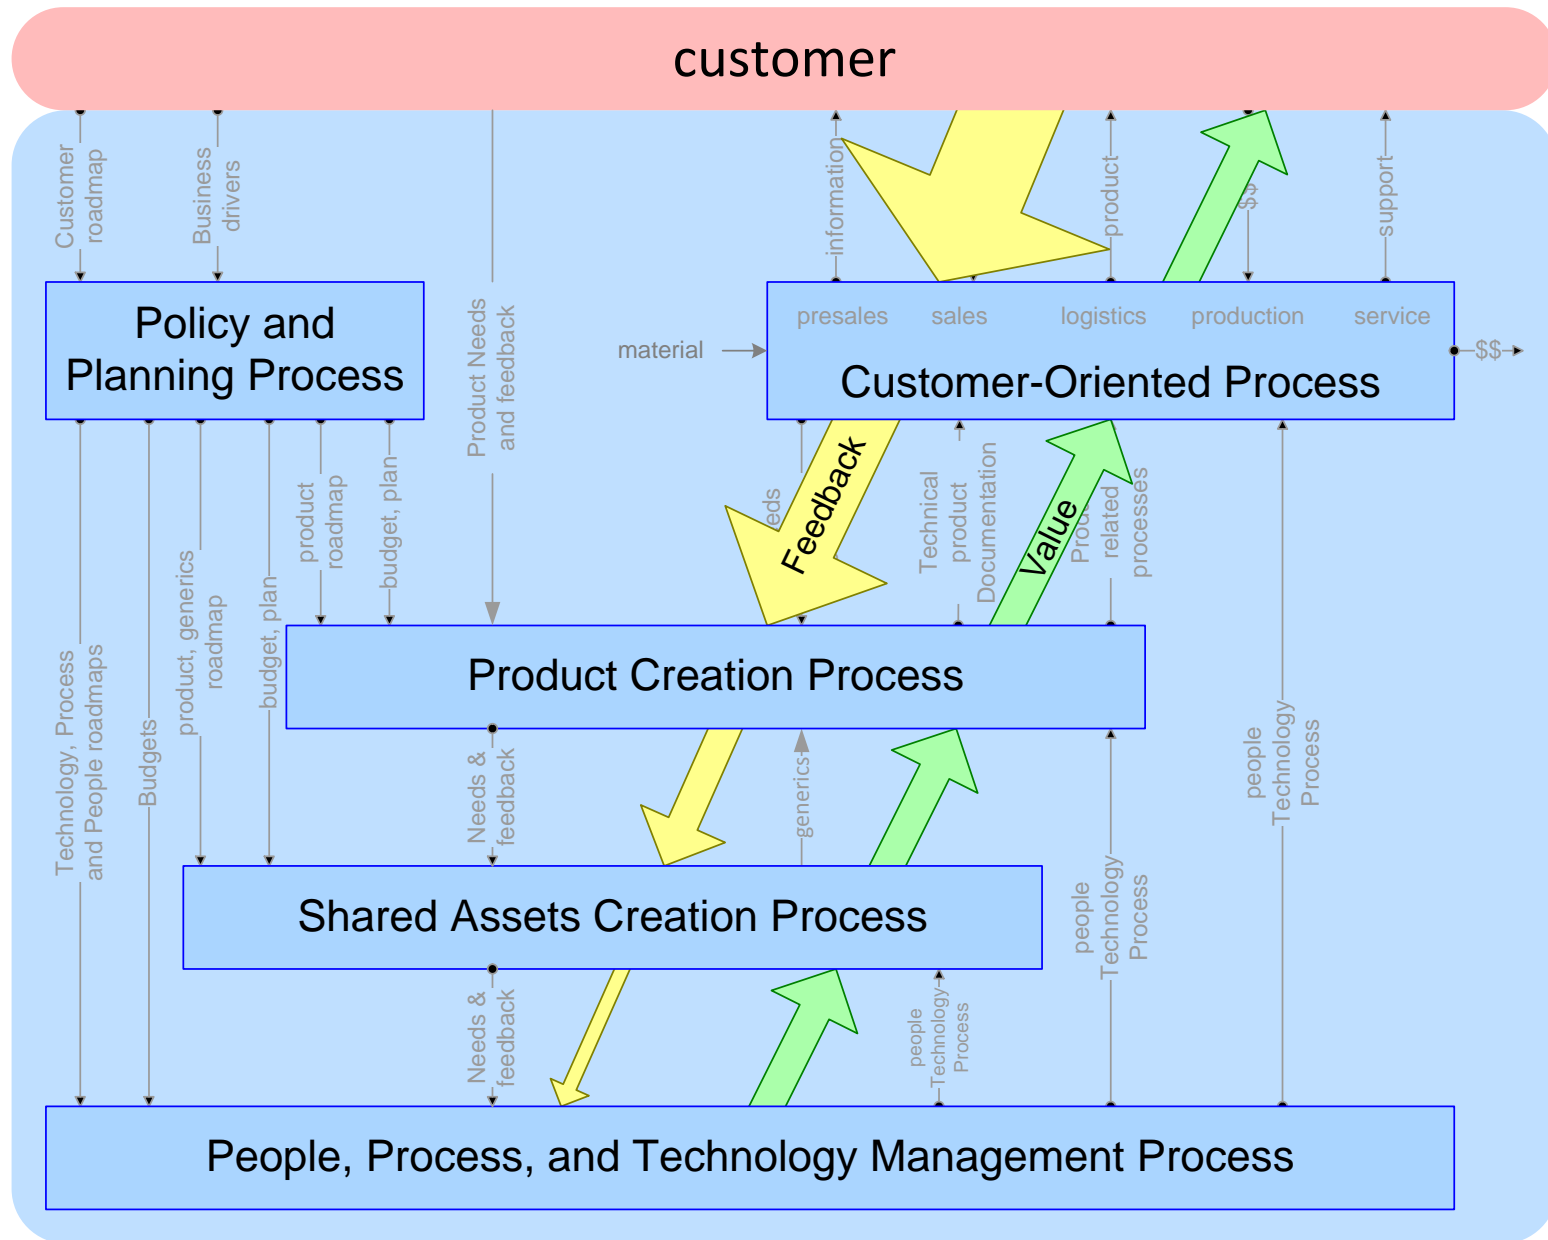 customer
Customer
roadmap
Business
drivers
Product Needs
and feedback
information
product
$$
support
Policy and
Planning Process
presales
sales
logistics
production
service
material
Customer-Oriented Process
$$
Technology, Process
and People roadmaps
Budgets
product, generics
roadmap
budget, plan
product
roadmap
budget, plan
Feedback
Technical
product
Documentation
Value
related
processes
people
Technology
Process
Product Creation Process
Needs &
feedback
generics
people
Technology
Process
Shared Assets Creation Process
Needs &
feedback
people
Technology
Process
People, Process, and Technology Management Process